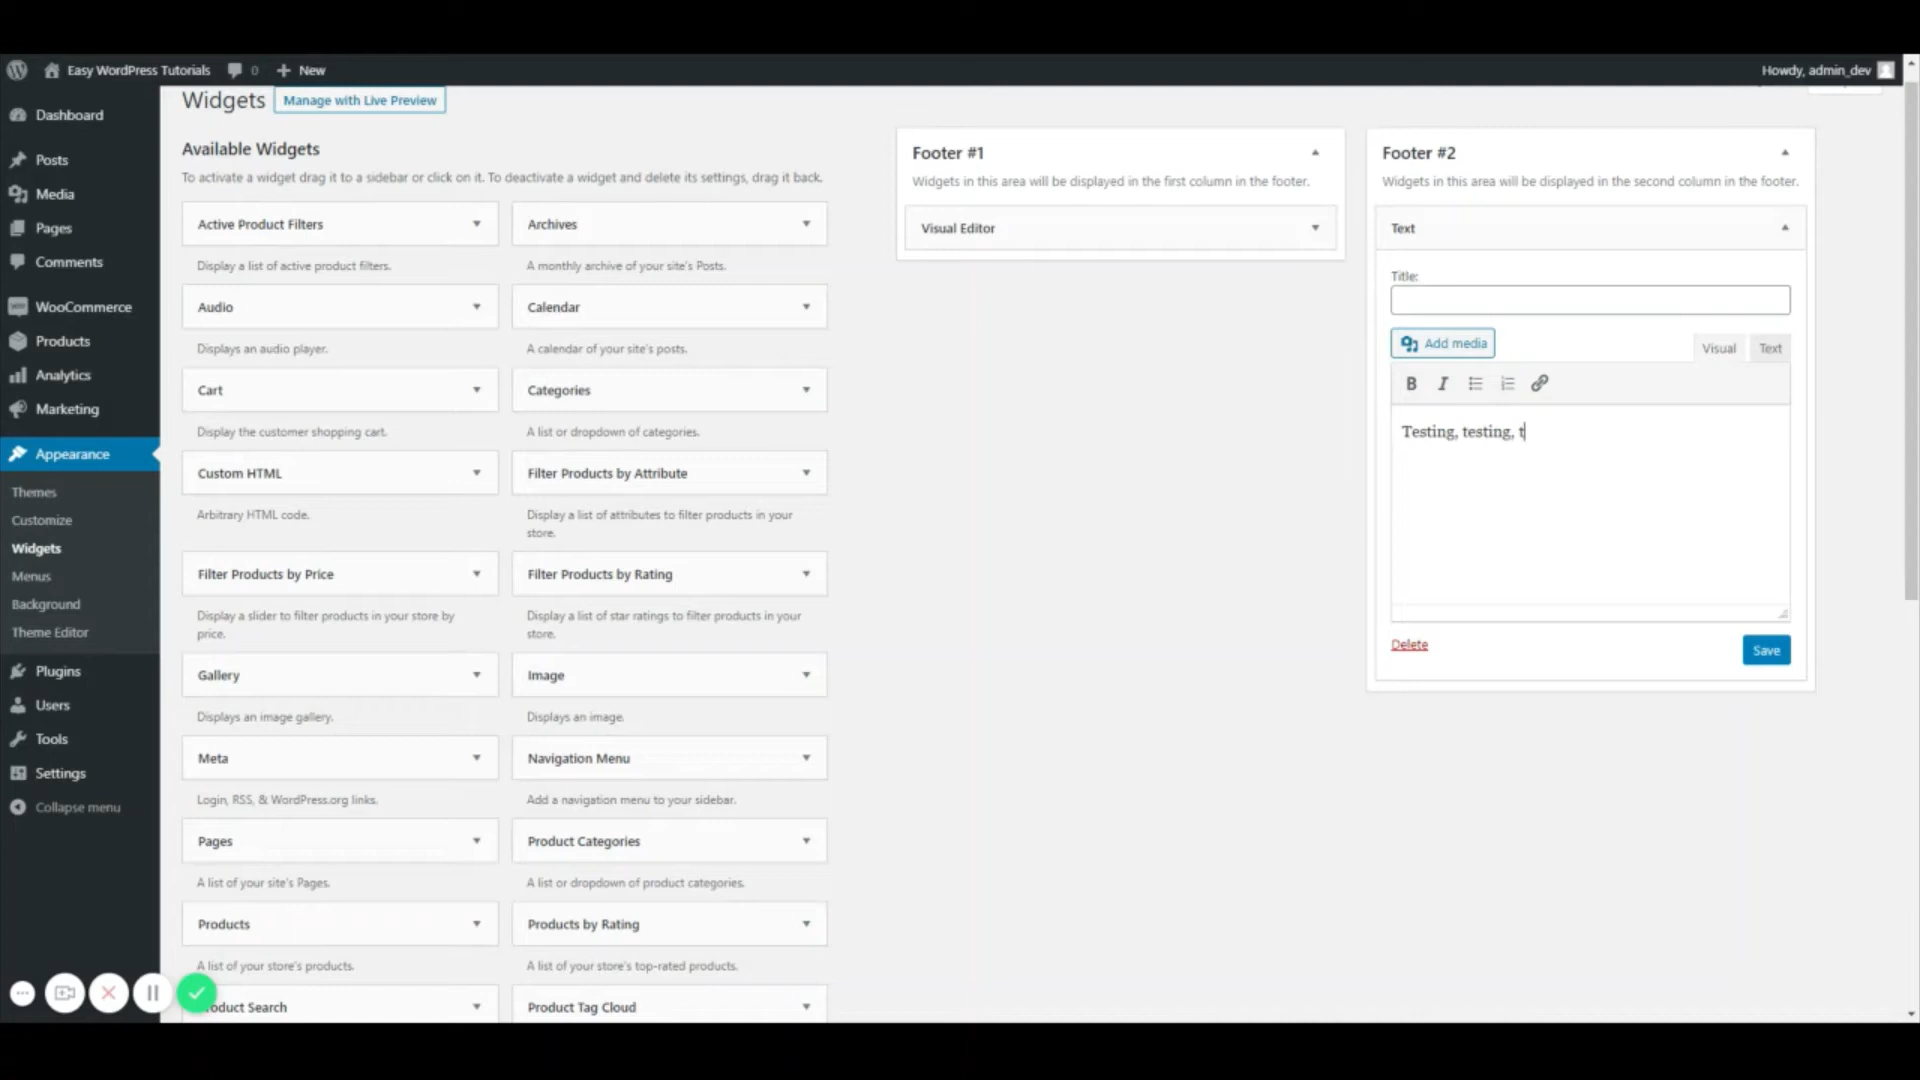 Easy WordPress Tutorials 0 New Howdy, admin_dev
Dashboard
Posts
Media
Pages
Comments
WooCommerce
Products
Analytics
Marketing
Appearance
Themes
Customize
Widgets
Menus
Background
Theme Editor
Plugins
Users
Tools
Settings
Collapse menu
Widgets Manage with Live Preview
Available Widgets
To activate a widget drag it to a sidebar or click on it. To deactivate a widget and delete its settings, drag it back.
Active Product Filters
Display a list of active product filters.
Archives
A monthly archive of your site's Posts.
Audio
Displays an audio player.
Calendar
A calendar of your site's posts.
Cart
Display the customer shopping cart.
Categories
A list or dropdown of categories.
Custom HTML
Arbitrary HTML code.
Filter Products by Attribute
Display a list of attributes to filter products in your
store.
Filter Products by Price
Display a slider to filter products in your store by
price.
Filter Products by Rating
Display a list of star ratings to filter products in your
store.
Gallery
Displays an image gallery.
Image
Displays an image.
Meta
Login, RSS, & WordPress.org links.
Navigation Menu
Add a navigation menu to your sidebar.
Pages
A list of your site's Pages.
Product Categories
A list or dropdown of product categories.
Products
A list of your store's products.
Products by Rating
A list of your store's top-rated products.
oduct Search
Product Tag Cloud
Footer #1
Widgets in this area will be displayed in the first column in the footer.
Visual Editor
Footer #2
Widgets in this area will be displayed in the second column in the footer.
Text
Title:
Add media
Visual Text
B I
Testing, testing, t
Delete
Save